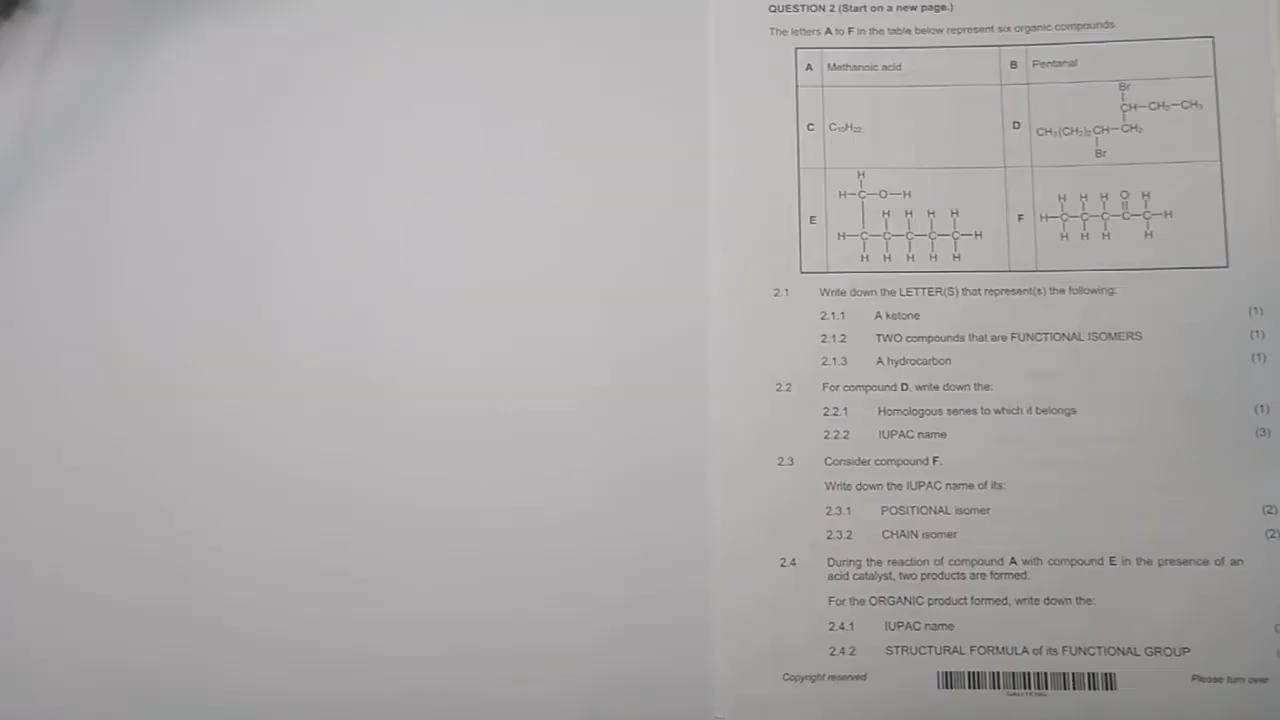 QUESTION 2 (Start on a new page.)
The letters A to F in the table below represent six organic compounds.
A Methanoic acid B Pentanal
C C₁₀H₂₂ D
Br
CH–CH₂–CH₃
CH₃(CH₂)₂CH–CH₂
Br
E
H
H–C–O–H
H H H H
H–C–C–C–C–C–H
H H H H H
F
H H H O H
H–C–C–C–C–C–H
H H H H
2.1 Write down the LETTER(S) that represent(s) the following:
2.1.1 A ketone (1)
2.1.2 TWO compounds that are FUNCTIONAL ISOMERS (1)
2.1.3 A hydrocarbon (1)
2.2 For compound D, write down the:
2.2.1 Homologous series to which it belongs (1)
2.2.2 IUPAC name (3)
2.3 Consider compound F.
Write down the IUPAC name of its:
2.3.1 POSITIONAL isomer (2)
2.3.2 CHAIN isomer (2)
2.4 During the reaction of compound A with compound E in the presence of an
acid catalyst, two products are formed.
For the ORGANIC product formed, write down the:
2.4.1 IUPAC name
2.4.2 STRUCTURAL FORMULA of its FUNCTIONAL GROUP
Copyright reserved Please turn over